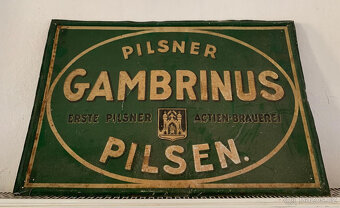 PILSNER
GAMBRINUS
ERSTE PILSNER ACTIEN-BRAUEREI
PILSEN.